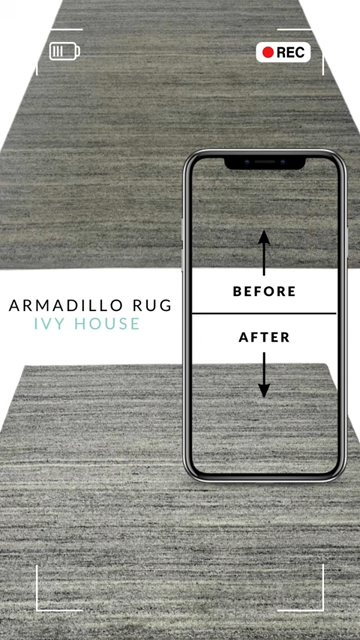 REC
BEFORE
ARMADILLO RUG
IVY HOUSE
AFTER